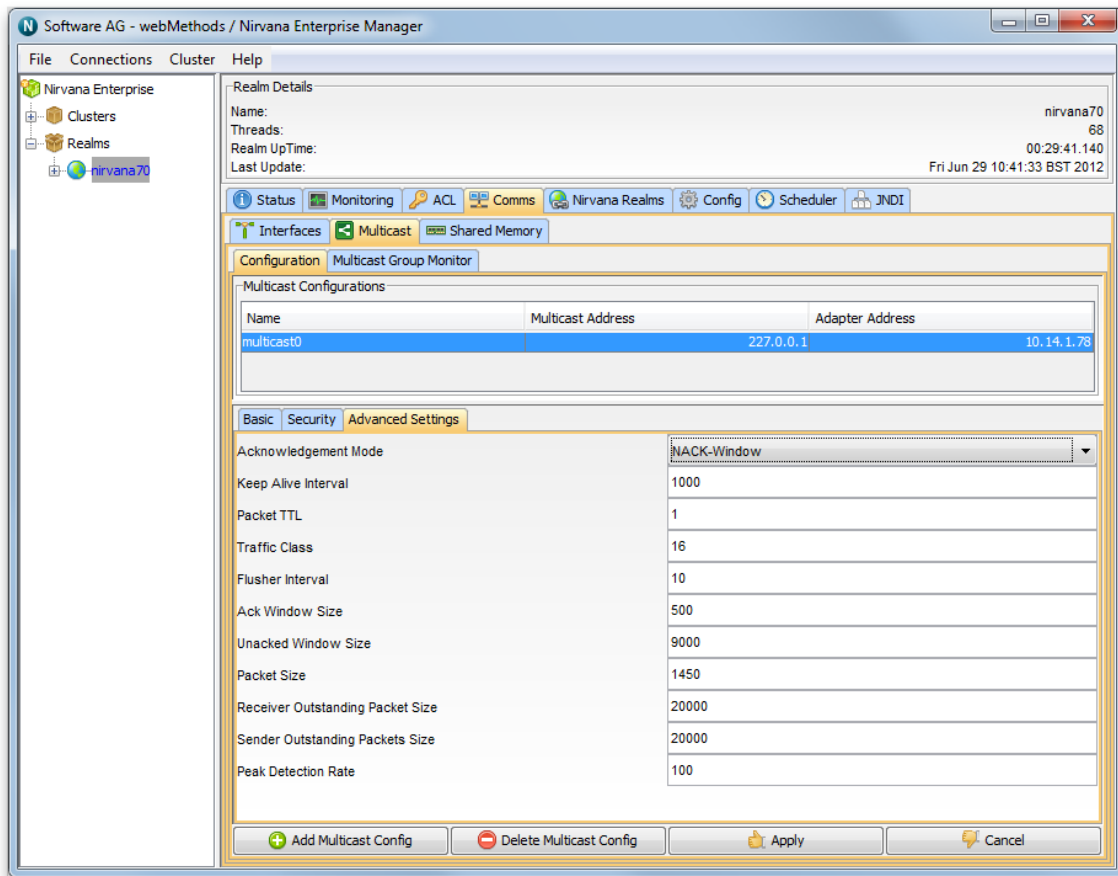 Software AG - webMethods / Nirvana Enterprise Manager
File Connections Cluster Help
Nirvana Enterprise
Clusters
Realms
nirvana70
Realm Details
Name: nirvana70
Threads: 68
Realm UpTime: 00:29:41.140
Last Update: Fri Jun 29 10:41:33 BST 2012
Status Monitoring ACL Comms Nirvana Realms Config Scheduler JNDI
Interfaces Multicast Shared Memory
Configuration Multicast Group Monitor
Multicast Configurations
Name Multicast Address Adapter Address
multicast0 227.0.0.1 10.14.1.78
Basic Security Advanced Settings
Acknowledgement Mode NACK-Window
Keep Alive Interval 1000
Packet TTL 1
Traffic Class 16
Flusher Interval 10
Ack Window Size 500
Unacked Window Size 9000
Packet Size 1450
Receiver Outstanding Packet Size 20000
Sender Outstanding Packets Size 20000
Peak Detection Rate 100
Add Multicast Config Delete Multicast Config Apply Cancel